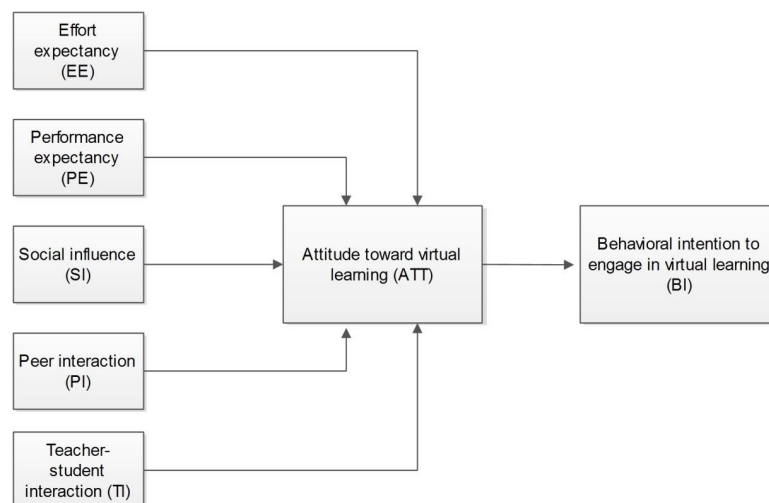 Effort
expectancy
(EE)
Performance
expectancy
(PE)
Social influence
(SI)
Peer interaction
(PI)
Teacher-
student
interaction (TI)
Attitude toward virtual
learning (ATT)
Behavioral intention to
engage in virtual learning
(BI)